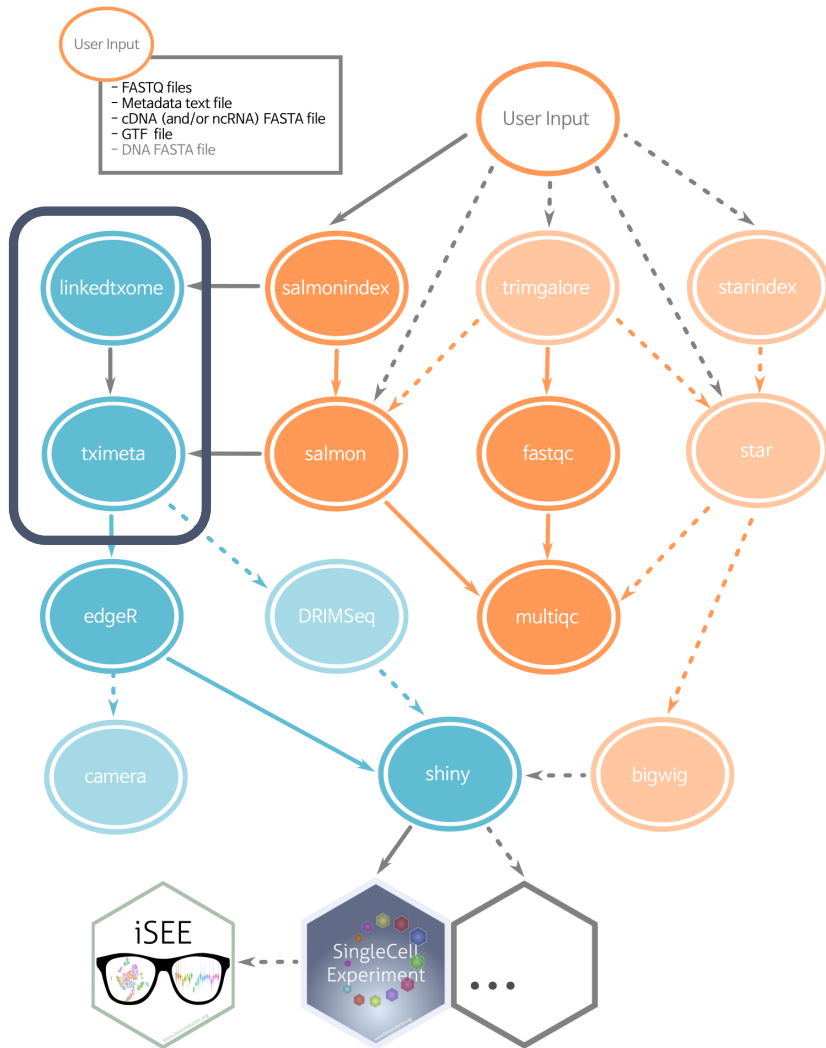 User Input
- FASTQ files
- Metadata text file
- cDNA (and/or ncRNA) FASTA file
- GTF file
- DNA FASTA file
User Input
linkedtxome
salmonindex
trimgalore
starindex
tximeta
salmon
fastqc
star
edgeR
DRIMSeq
multiqc
camera
shiny
bigwig
iSEE
SingleCell
Experiment
...